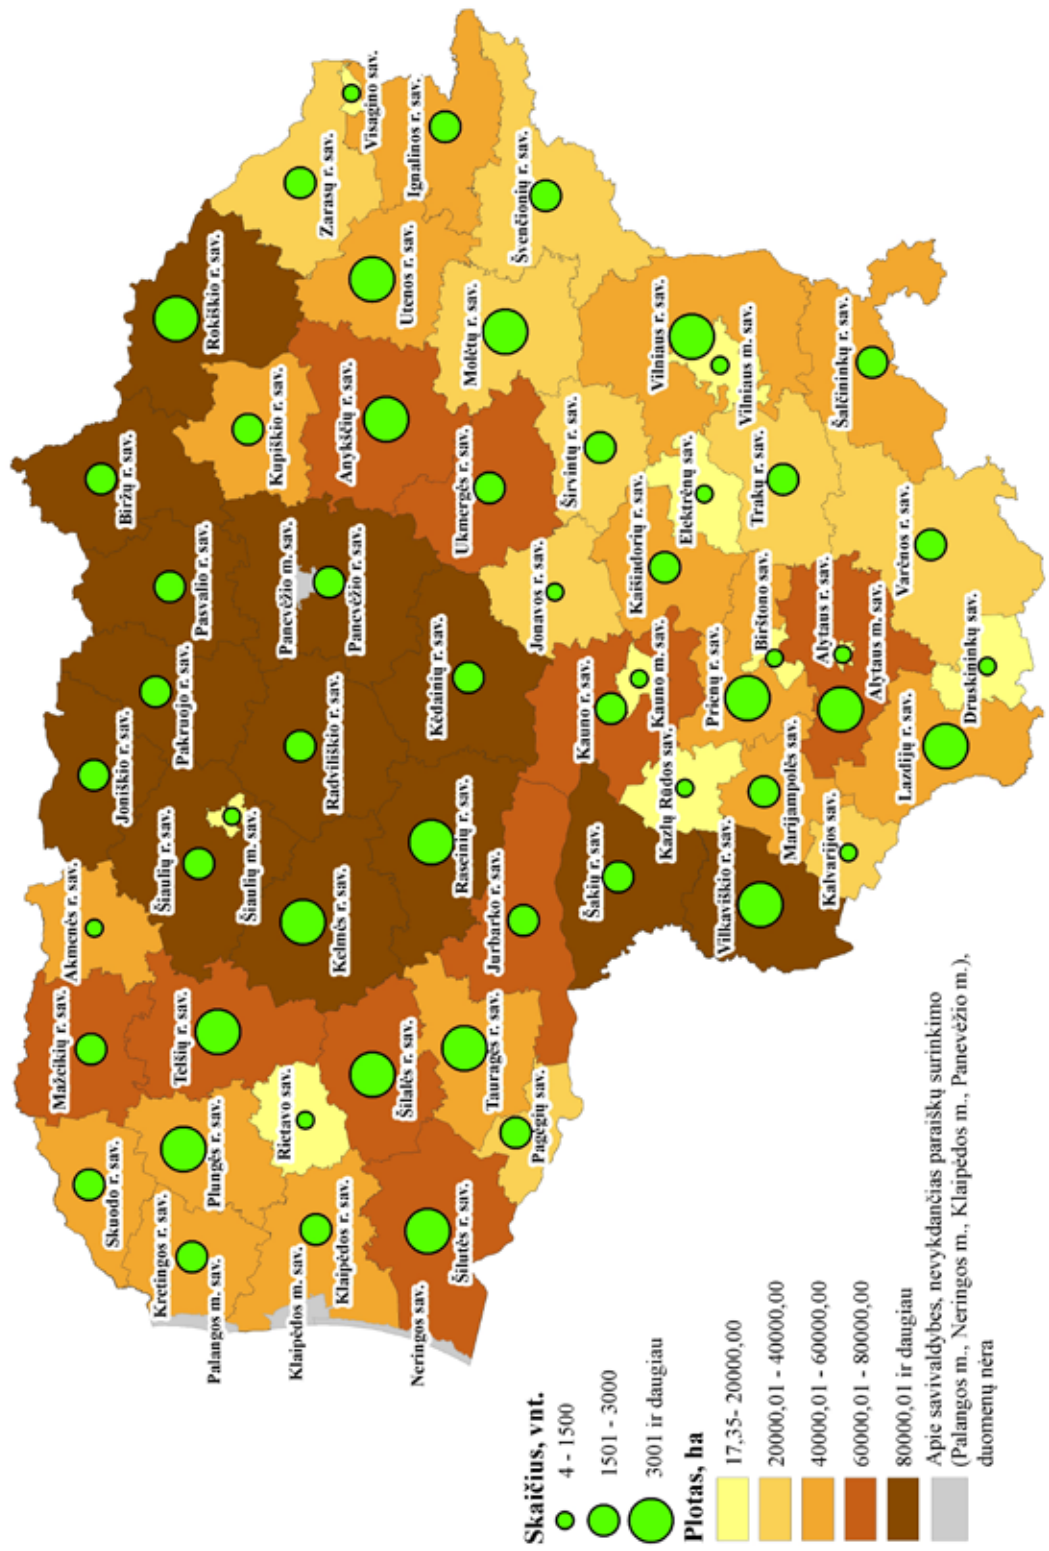 Skuodo r. sav.
Mažeikių r. sav.
Akmenės r. sav.
Joniškio r. sav.
Biržų r. sav.
Kretingos r. sav.
Palangos m. sav.
Plungės r. sav.
Telšių r. sav.
Šiaulių r. sav.
Šiaulių m. sav.
Pakruojo r. sav.
Pasvalio r. sav.
Rokiškio r. sav.
Kupiškio r. sav.
Zarasų r. sav.
Visagino sav.
Klaipėdos m. sav.
Klaipėdos r. sav.
Rietavo sav.
Kelmės r. sav.
Radviliškio r. sav.
Panevėžio m. sav.
Panevėžio r. sav.
Anykščių r. sav.
Utenos r. sav.
Ignalinos r. sav.
Neringos sav.
Šilutės r. sav.
Šilalės r. sav.
Tauragės r. sav.
Pagėgių sav.
Jurbarko r. sav.
Raseinių r. sav.
Kėdainių r. sav.
Ukmergės r. sav.
Molėtų r. sav.
Švenčionių r. sav.
Jonavos r. sav.
Širvintų r. sav.
Kauno r. sav.
Kauno m. sav.
Šakių r. sav.
Kazlų Rūdos sav.
Kaišiadorių r. sav.
Elektrėnų sav.
Vilniaus r. sav.
Vilniaus m. sav.
Vilkaviškio r. sav.
Marijampolės sav.
Prienų r. sav.
Birštono sav.
Trakų r. sav.
Kalvarijos sav.
Alytaus r. sav.
Alytaus m. sav.
Šalčininkų r. sav.
Lazdijų r. sav.
Varėnos r. sav.
Druskininkų sav.
Skaičius, vnt.
4 - 1500
1501 - 3000
3001 ir daugiau
Plotas, ha
17,35- 20000,00
20000,01 - 40000,00
40000,01 - 60000,00
60000,01 - 80000,00
80000,01 ir daugiau
Apie savivaldybes, nevykdančias paraiškų surinkimo
(Palangos m., Neringos m., Klaipėdos m., Panevėžio m.),
duomenų nėra